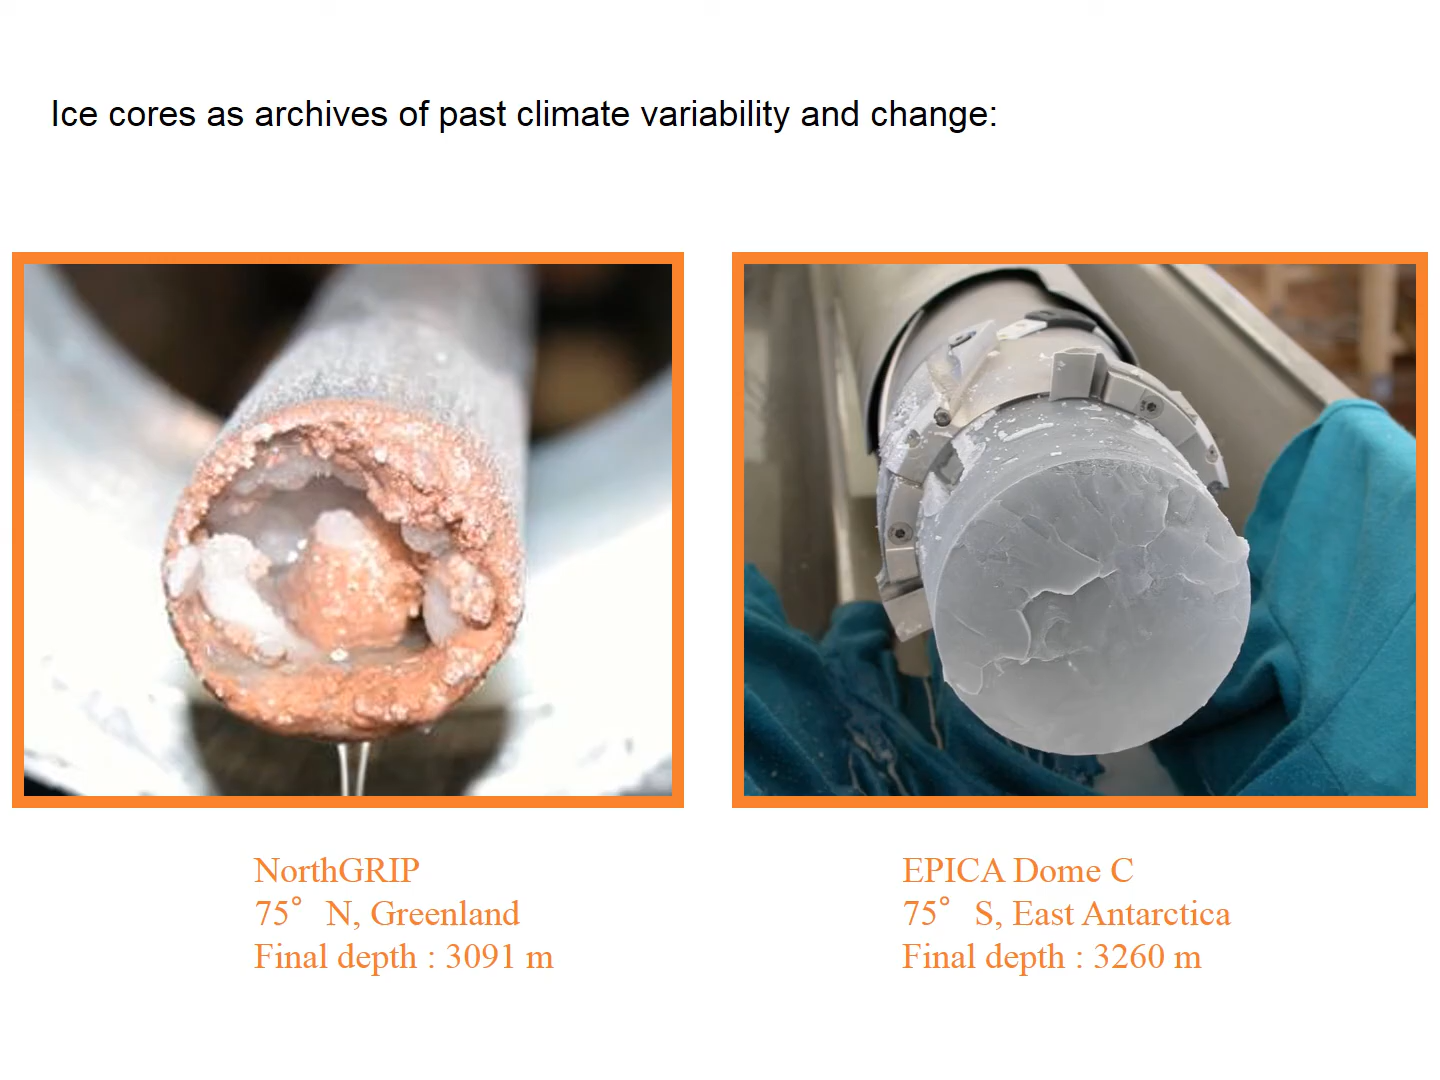 Ice cores as archives of past climate variability and change:
NorthGRIP
75° N, Greenland
Final depth : 3091 m
EPICA Dome C
75° S, East Antarctica
Final depth : 3260 m